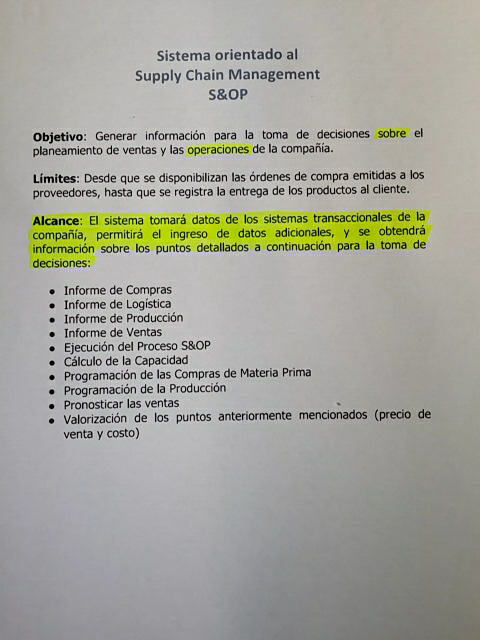 Sistema orientado al
Supply Chain Management
S&OP
Objetivo: Generar información para la toma de decisiones sobre el
planeamiento de ventas y las operaciones de la compañía.
Límites: Desde que se disponibilizan las órdenes de compra emitidas a los
proveedores, hasta que se registra la entrega de los productos al cliente.
Alcance: El sistema tomará datos de los sistemas transaccionales de la
compañía, permitirá el ingreso de datos adicionales, y se obtendrá
información sobre los puntos detallados a continuación para la toma de
decisiones:
• Informe de Compras
• Informe de Logística
• Informe de Producción
• Informe de Ventas
• Ejecución del Proceso S&OP
• Cálculo de la Capacidad
• Programación de las Compras de Materia Prima
• Programación de la Producción
• Pronosticar las ventas
• Valorización de los puntos anteriormente mencionados (precio de
venta y costo)